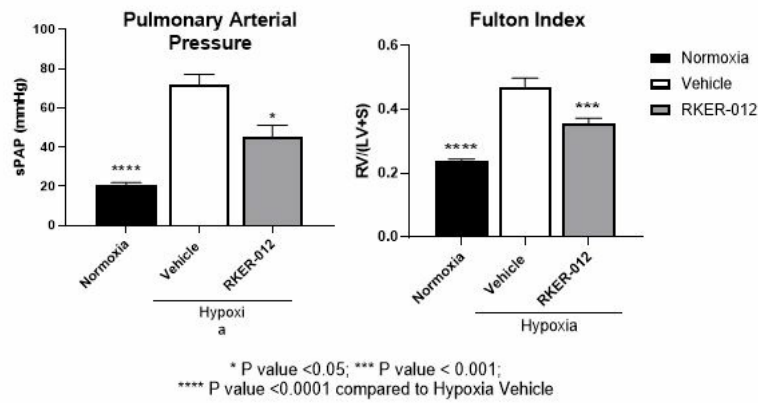 Pulmonary Arterial
Pressure
sPAP (mmHg)
100
80
60
40
20
0
****
*
Normoxia
Vehicle
RKER-012
Hypoxi
a
Fulton Index
RV/(LV+S)
0.6
0.4
0.2
0.0
****
***
Normoxia
Vehicle
RKER-012
Hypoxia
Normoxia
Vehicle
RKER-012
* P value <0.05; *** P value < 0.001;
**** P value <0.0001 compared to Hypoxia Vehicle